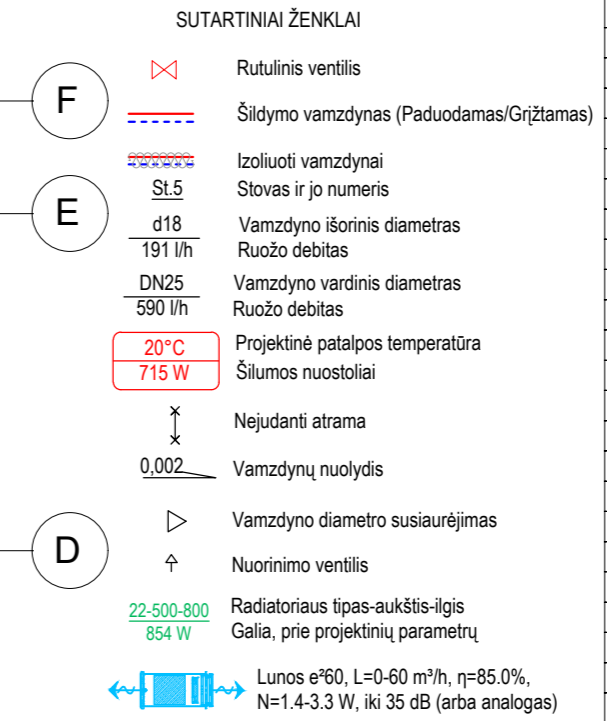 SUTARTINIAI ŽENKLAI
Rutulinis ventilis
F
Šildymo vamzdynas (Paduodamas/Grįžtamas)
Izoliuoti vamzdynai
St.5 Stovas ir jo numeris
E
d18 Vamzdyno išorinis diametras
191 l/h Ruožo debitas
DN25 Vamzdyno vardinis diametras
590 l/h Ruožo debitas
20°C Projektinė patalpos temperatūra
715 W Šilumos nuostoliai
Nejudanti atrama
0,002 Vamzdynų nuolydis
Vamzdyno diametro susiaurėjimas
D
Nuorinimo ventilis
22-500-800 Radiatoriaus tipas-aukštis-ilgis
854 W Galia, prie projektinių parametrų
Lunos e²60, L=0-60 m³/h, η=85.0%,
N=1.4-3.3 W, iki 35 dB (arba analogas)